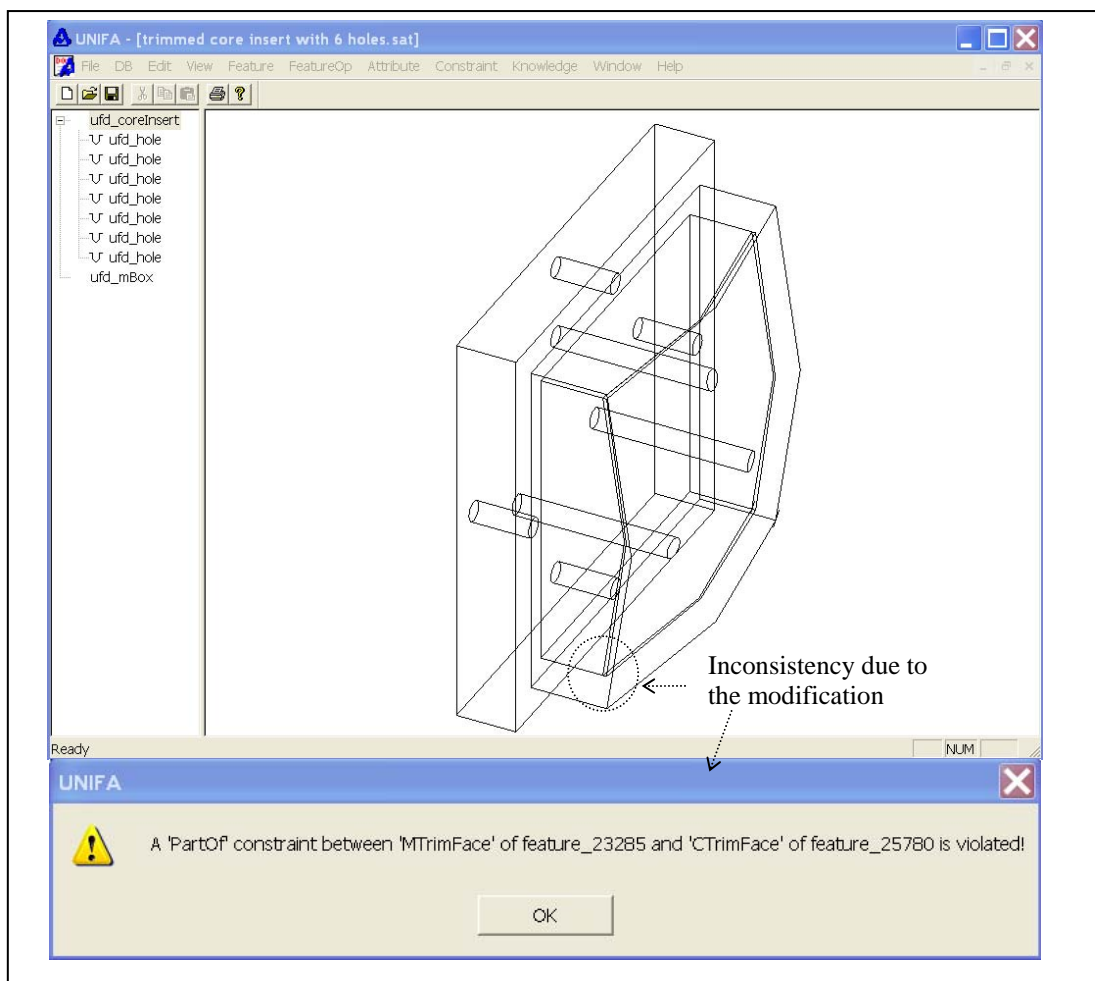 UNIFA - [trimmed core insert with 6 holes.sat]
File DB Edit View Feature FeatureOp Attribute Constraint Knowledge Window Help
ufd_coreInsert
ufd_hole
ufd_hole
ufd_hole
ufd_hole
ufd_hole
ufd_hole
ufd_hole
ufd_mBox
Inconsistency due to
the modification
Ready
NUM
UNIFA
A 'PartOf' constraint between 'MTrimFace' of feature_23285 and 'CTrimFace' of feature_25780 is violated!
OK